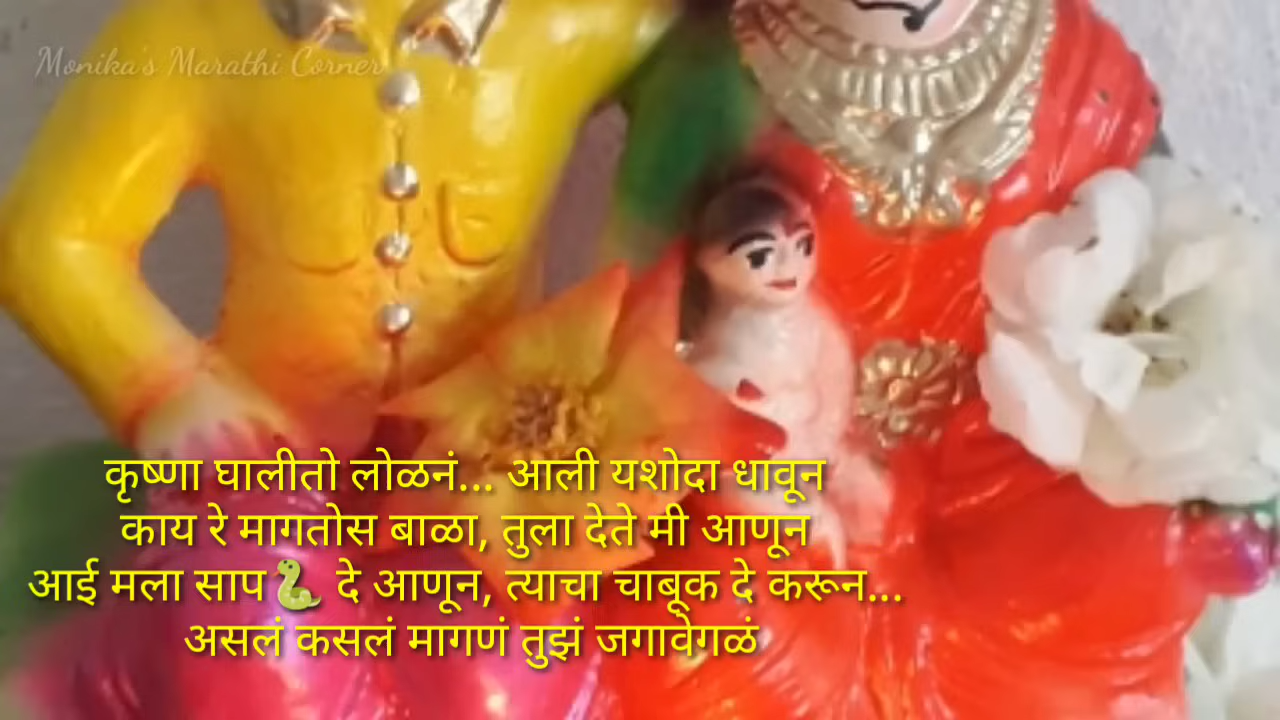 Monika's Marathi Corner
कृष्णा घालीतो लोळनं... आली यशोदा धावून
काय रे मागतोस बाळा, तुला देते मी आणून
आई मला साप🐍 दे आणून, त्याचा चाबूक दे करून...
असलं कसलं मागणं तुझं जगावेगळं